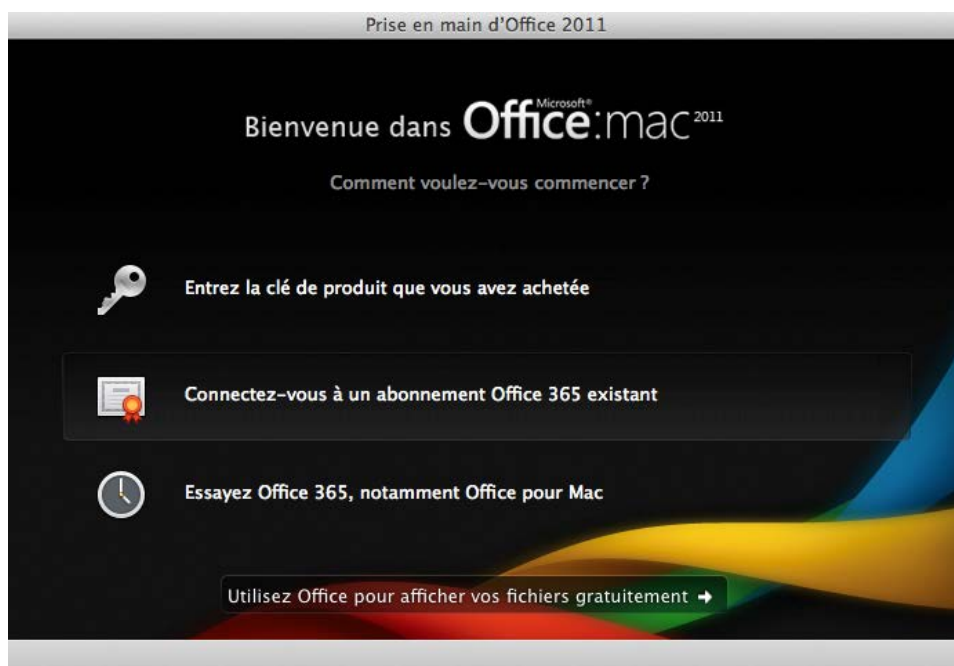 Prise en main d’Office 2011
Bienvenue dans Microsoft® Office:mac 2011
Comment voulez-vous commencer ?
Entrez la clé de produit que vous avez achetée
Connectez-vous à un abonnement Office 365 existant
Essayez Office 365, notamment Office pour Mac
Utilisez Office pour afficher vos fichiers gratuitement ➔